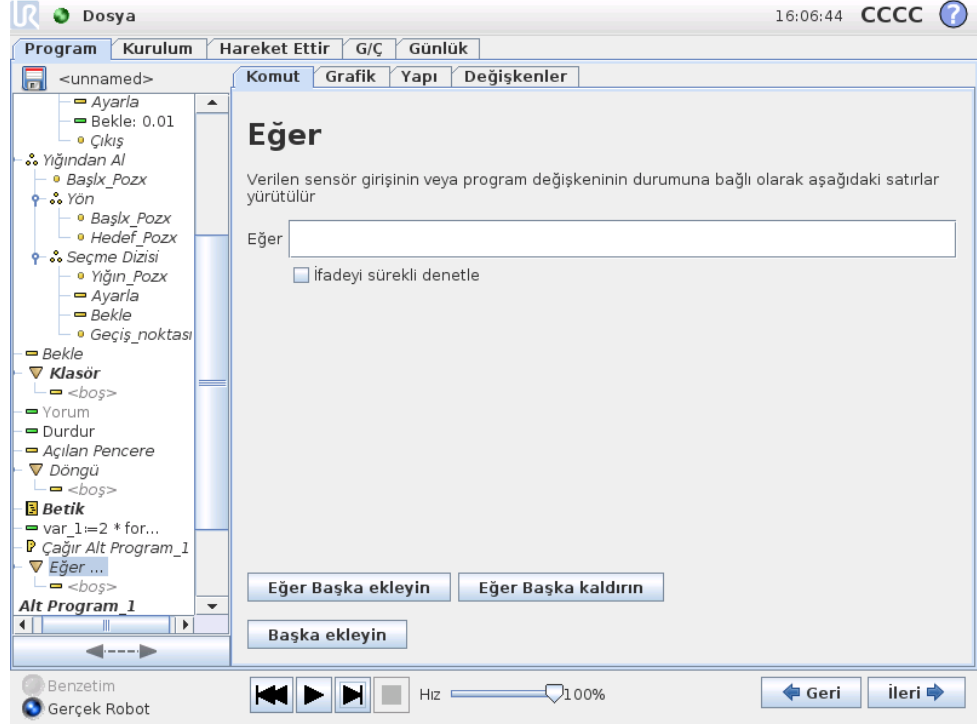 Dosya
16:06:44 CCCC ?
Program Kurulum Hareket Ettir G/Ç Günlük
<unnamed>
Komut Grafik Yapı Değişkenler
Ayarla
Bekle: 0.01
Çıkış
Yığından Al
Başlx_Pozx
Yön
Başlx_Pozx
Hedef_Pozx
Seçme Dizisi
Yığın_Pozx
Ayarla
Bekle
Geçiş_noktası
Bekle
Klasör
<boş>
Yorum
Durdur
Açılan Pencere
Döngü
<boş>
Betik
var_1:=2 * for...
P Çağır Alt Program_1
Eğer ...
<boş>
Alt Program_1
Eğer
Verilen sensör girişinin veya program değişkeninin durumuna bağlı olarak aşağıdaki satırlar
yürütülür
Eğer
İfadeyi sürekli denetle
Eğer Başka ekleyin Eğer Başka kaldırın
Başka ekleyin
Benzetim
Gerçek Robot
Hız 100%
Geri İleri